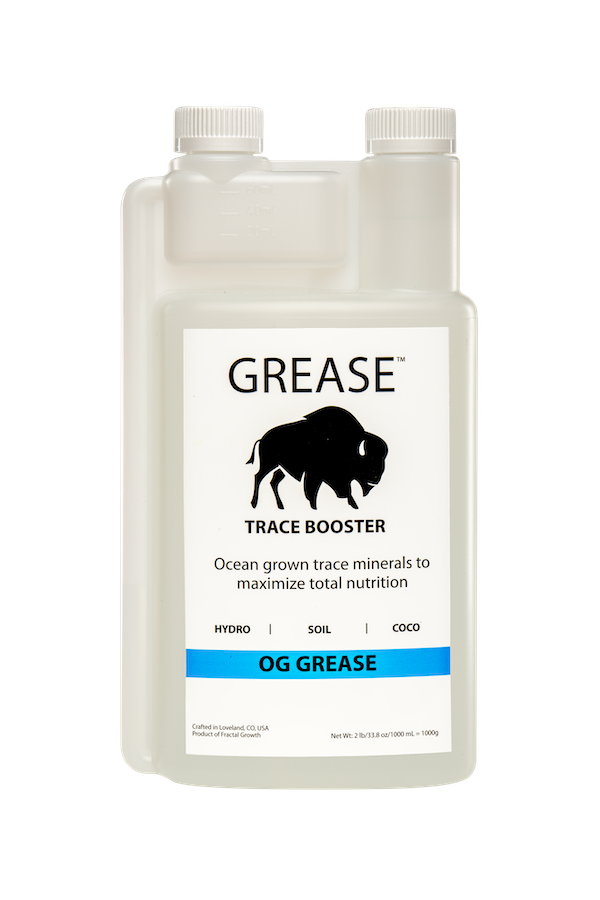 GREASE™
TRACE BOOSTER
Ocean grown trace minerals to
maximize total nutrition
HYDRO | SOIL | COCO
OG GREASE
Crafted in Loveland, CO, USA
Product of Fractal Growth
Net Wt: 2 lb/33.8 oz/1000 mL = 1000g